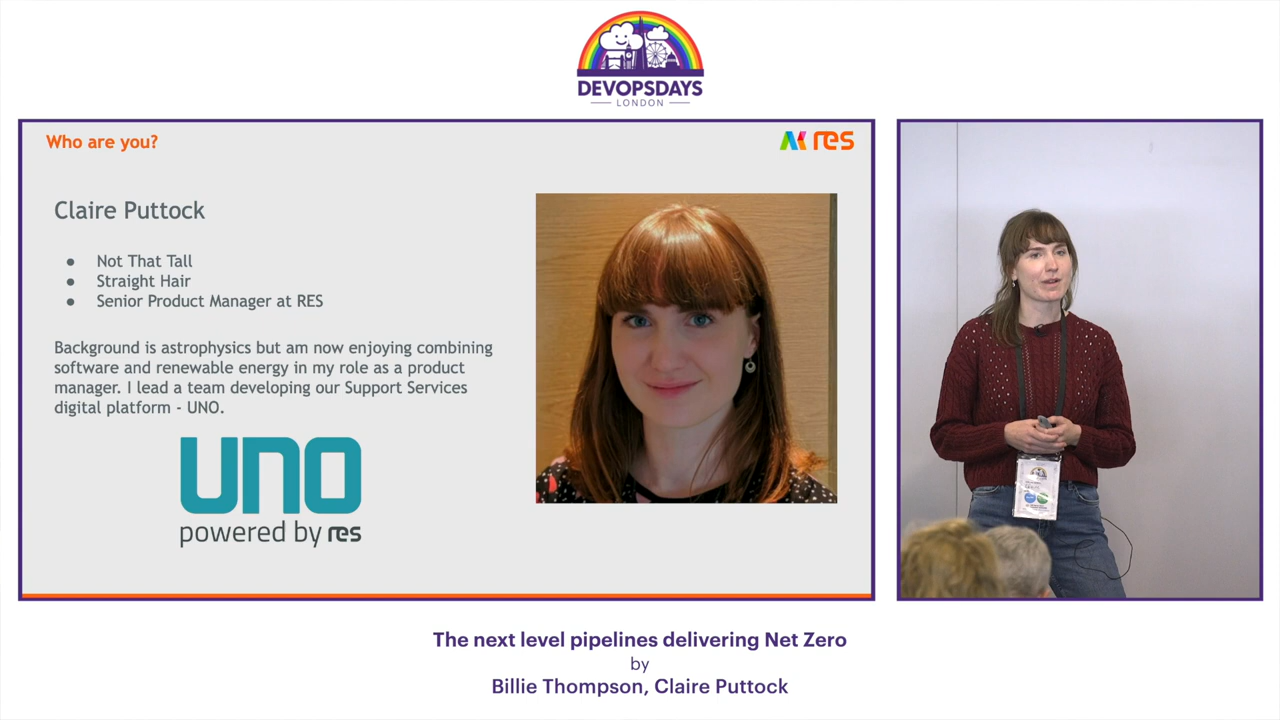 DEVOPSDAYS
LONDON
Who are you?
res
Claire Puttock
● Not That Tall
● Straight Hair
● Senior Product Manager at RES
Background is astrophysics but am now enjoying combining
software and renewable energy in my role as a product
manager. I lead a team developing our Support Services
digital platform - UNO.
UNO
powered by res
The next level pipelines delivering Net Zero
by
Billie Thompson, Claire Puttock